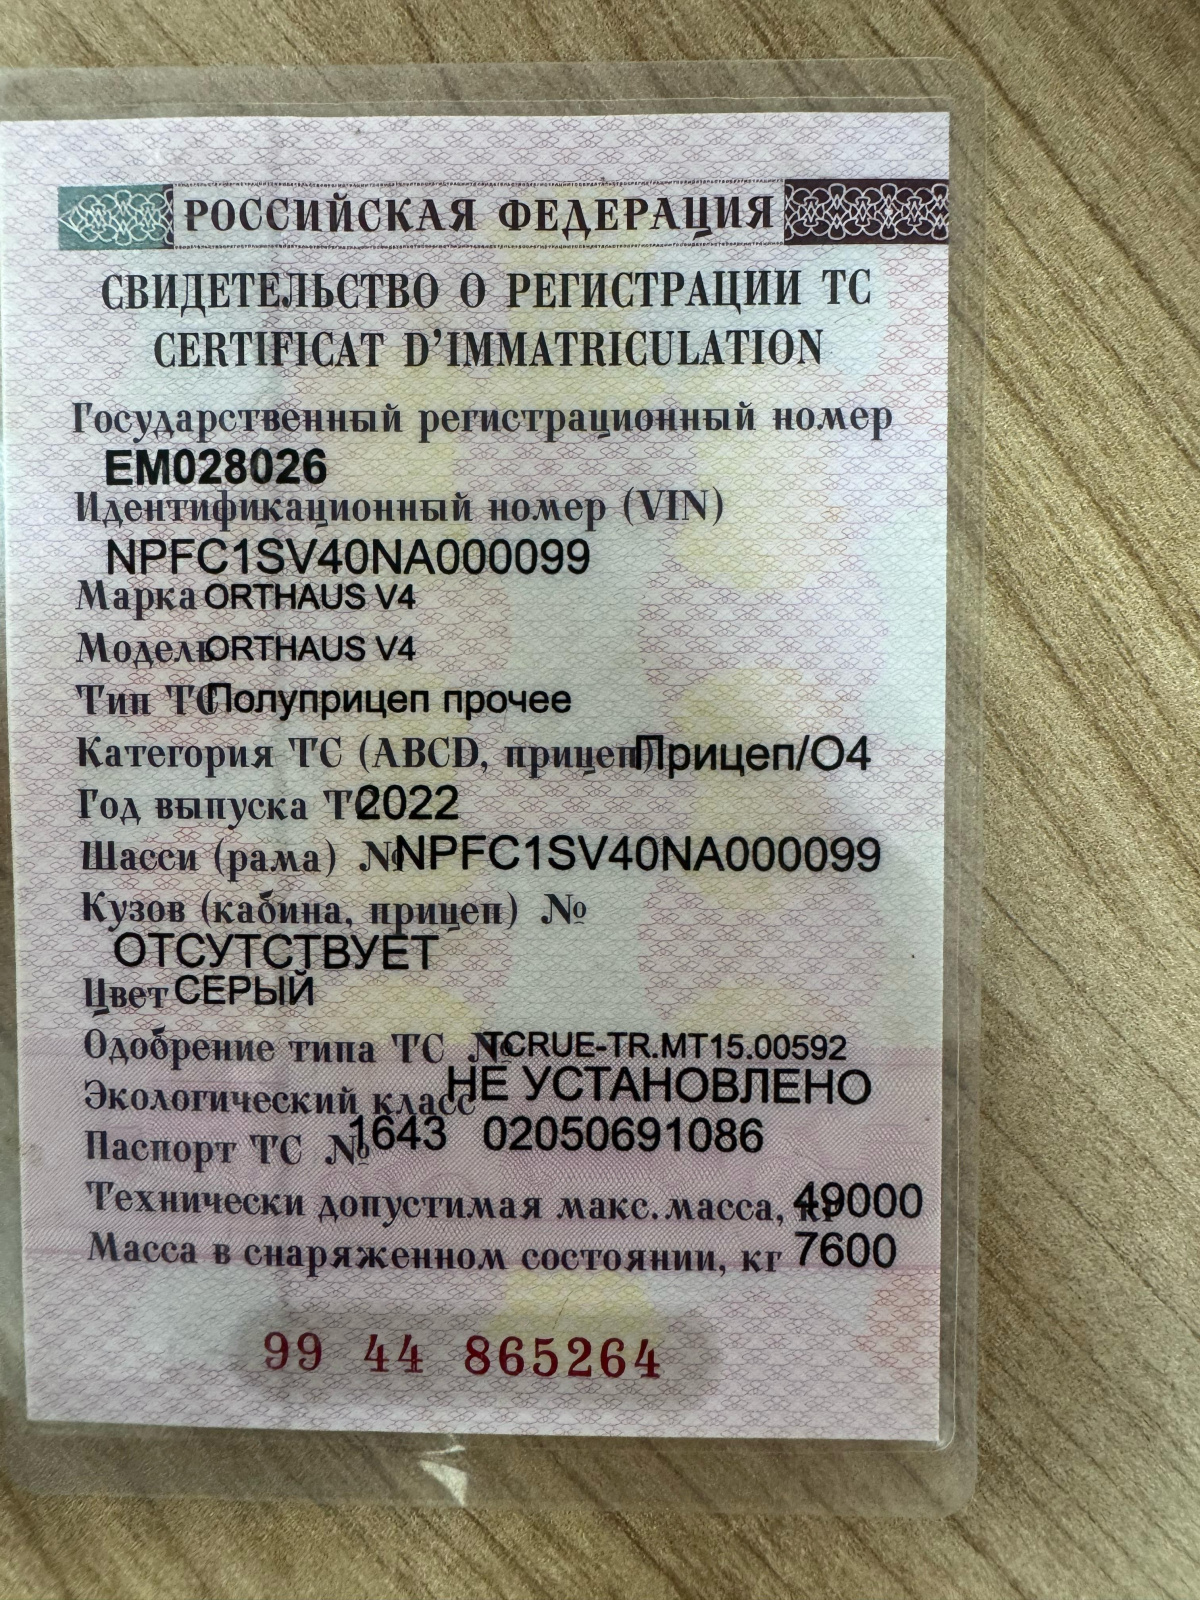 РОССИЙСКАЯ ФЕДЕРАЦИЯ
СВИДЕТЕЛЬСТВО О РЕГИСТРАЦИИ ТС
CERTIFICAT D'IMMATRICULATION
Государственный регистрационный номер
ЕМ028026
Идентификационный номер (VIN)
NPFC1SV40NA000099
Марка ORTHAUS V4
Модель ORTHAUS V4
Тип ТС Полуприцеп прочее
Категория ТС (ABCD, прицеп) Прицеп/О4
Год выпуска ТС 2022
Шасси (рама) № NPFC1SV40NA000099
Кузов (кабина, прицеп) №
ОТСУТСТВУЕТ
Цвет СЕРЫЙ
Одобрение типа ТС № TCRUE-TR.MT15.00592
Экологический класс НЕ УСТАНОВЛЕНО
Паспорт ТС № 1643 02050691086
Технически допустимая макс.масса, кг 49000
Масса в снаряженном состоянии, кг 7600
99 44 865264